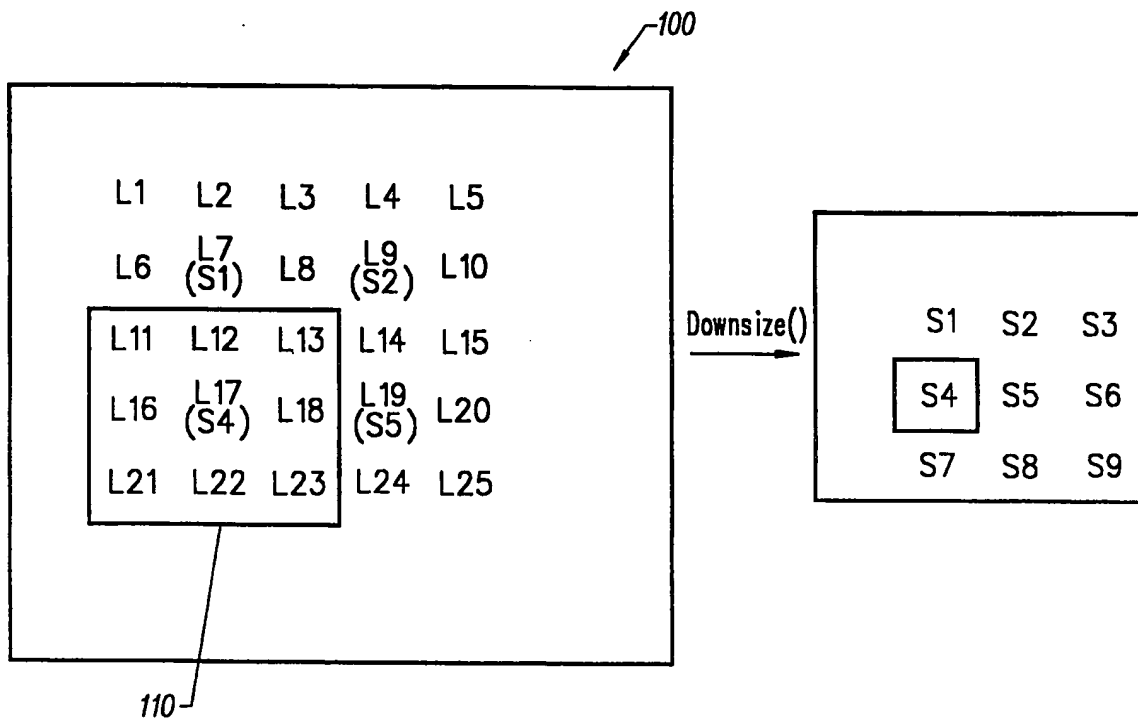 100
L1 L2 L3 L4 L5
L6 L7 L8 L9 L10
(S1) (S2)
L11 L12 L13 L14 L15
L16 L17 L18 L19 L20
(S4) (S5)
L21 L22 L23 L24 L25
110
Downsize()
S1 S2 S3
S4 S5 S6
S7 S8 S9